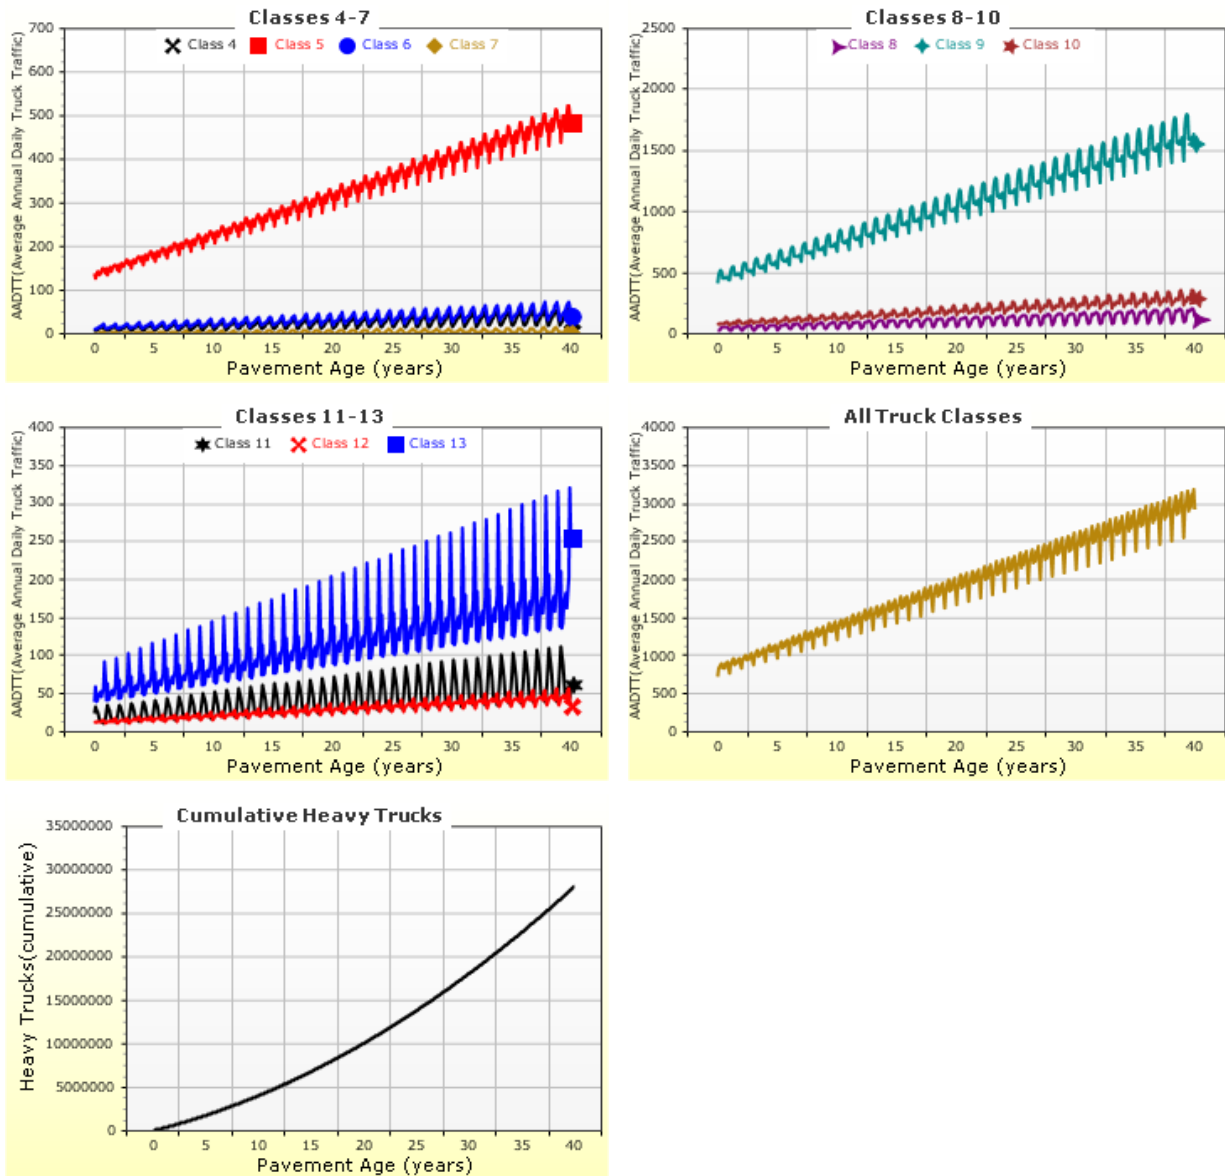 Classes 4-7
Class 4 Class 5 Class 6 Class 7
AADTT(Average Annual Daily Truck Traffic)
700
600
500
400
300
200
100
0
0 5 10 15 20 25 30 35 40
Pavement Age (years)
Classes 8-10
Class 8 Class 9 Class 10
AADTT(Average Annual Daily Truck Traffic)
2500
2000
1500
1000
500
0
0 5 10 15 20 25 30 35 40
Pavement Age (years)
Classes 11-13
Class 11 Class 12 Class 13
AADTT(Average Annual Daily Truck Traffic)
400
350
300
250
200
150
100
50
0
0 5 10 15 20 25 30 35 40
Pavement Age (years)
All Truck Classes
AADTT(Average Annual Daily Truck Traffic)
4000
3500
3000
2500
2000
1500
1000
500
0
0 5 10 15 20 25 30 35 40
Pavement Age (years)
Cumulative Heavy Trucks
Heavy Trucks(cumulative)
35000000
30000000
25000000
20000000
15000000
10000000
5000000
0
0 5 10 15 20 25 30 35 40
Pavement Age (years)